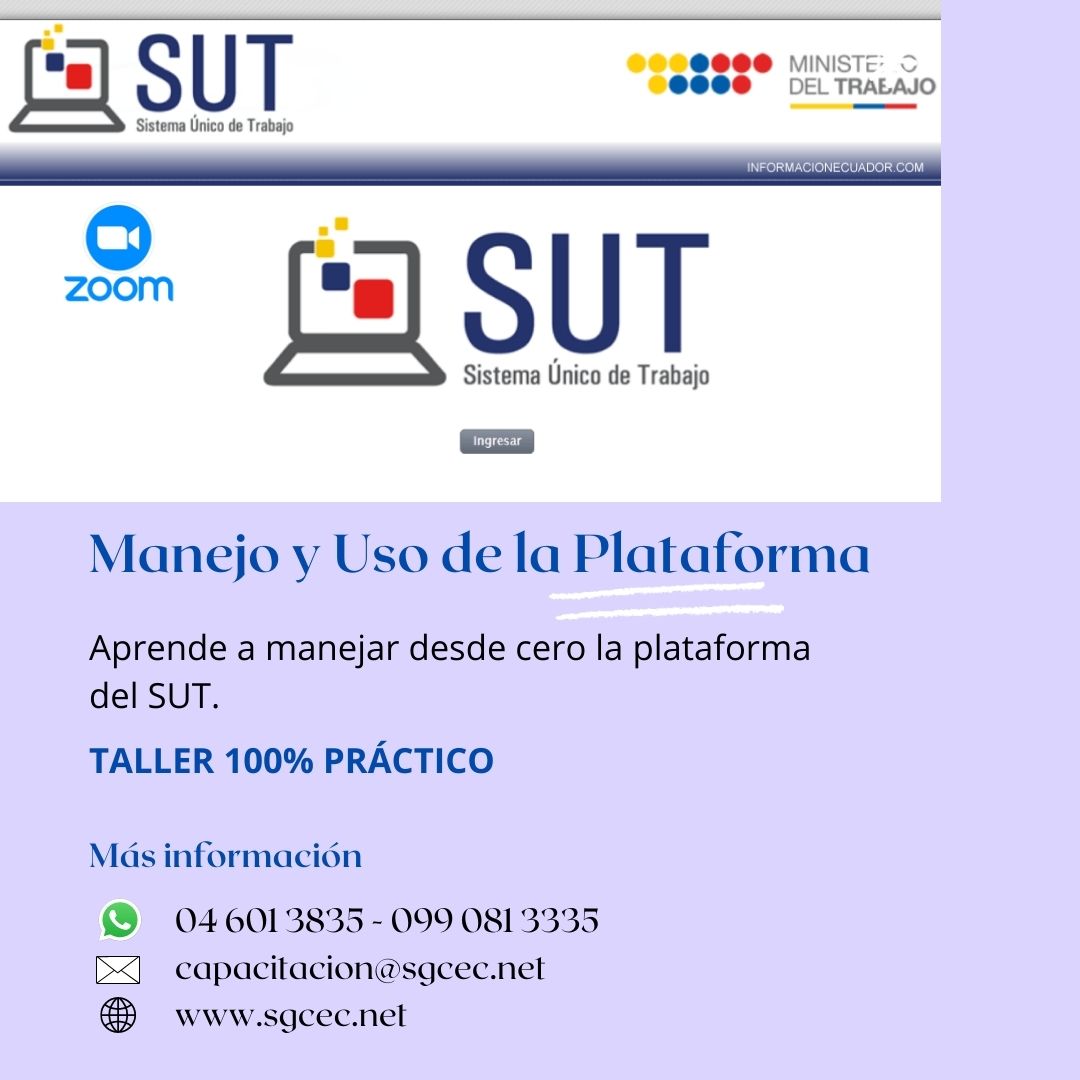 SUT
Sistema Único de Trabajo
MINISTERIO
DEL TRABAJO
INFORMACIONECUADOR.COM
zoom
SUT
Sistema Único de Trabajo
Ingresar
Manejo y Uso de la Plataforma
Aprende a manejar desde cero la plataforma
del SUT.
TALLER 100% PRÁCTICO
Más información
04 601 3835 - 099 081 3335
capacitacion@sgcec.net
www.sgcec.net